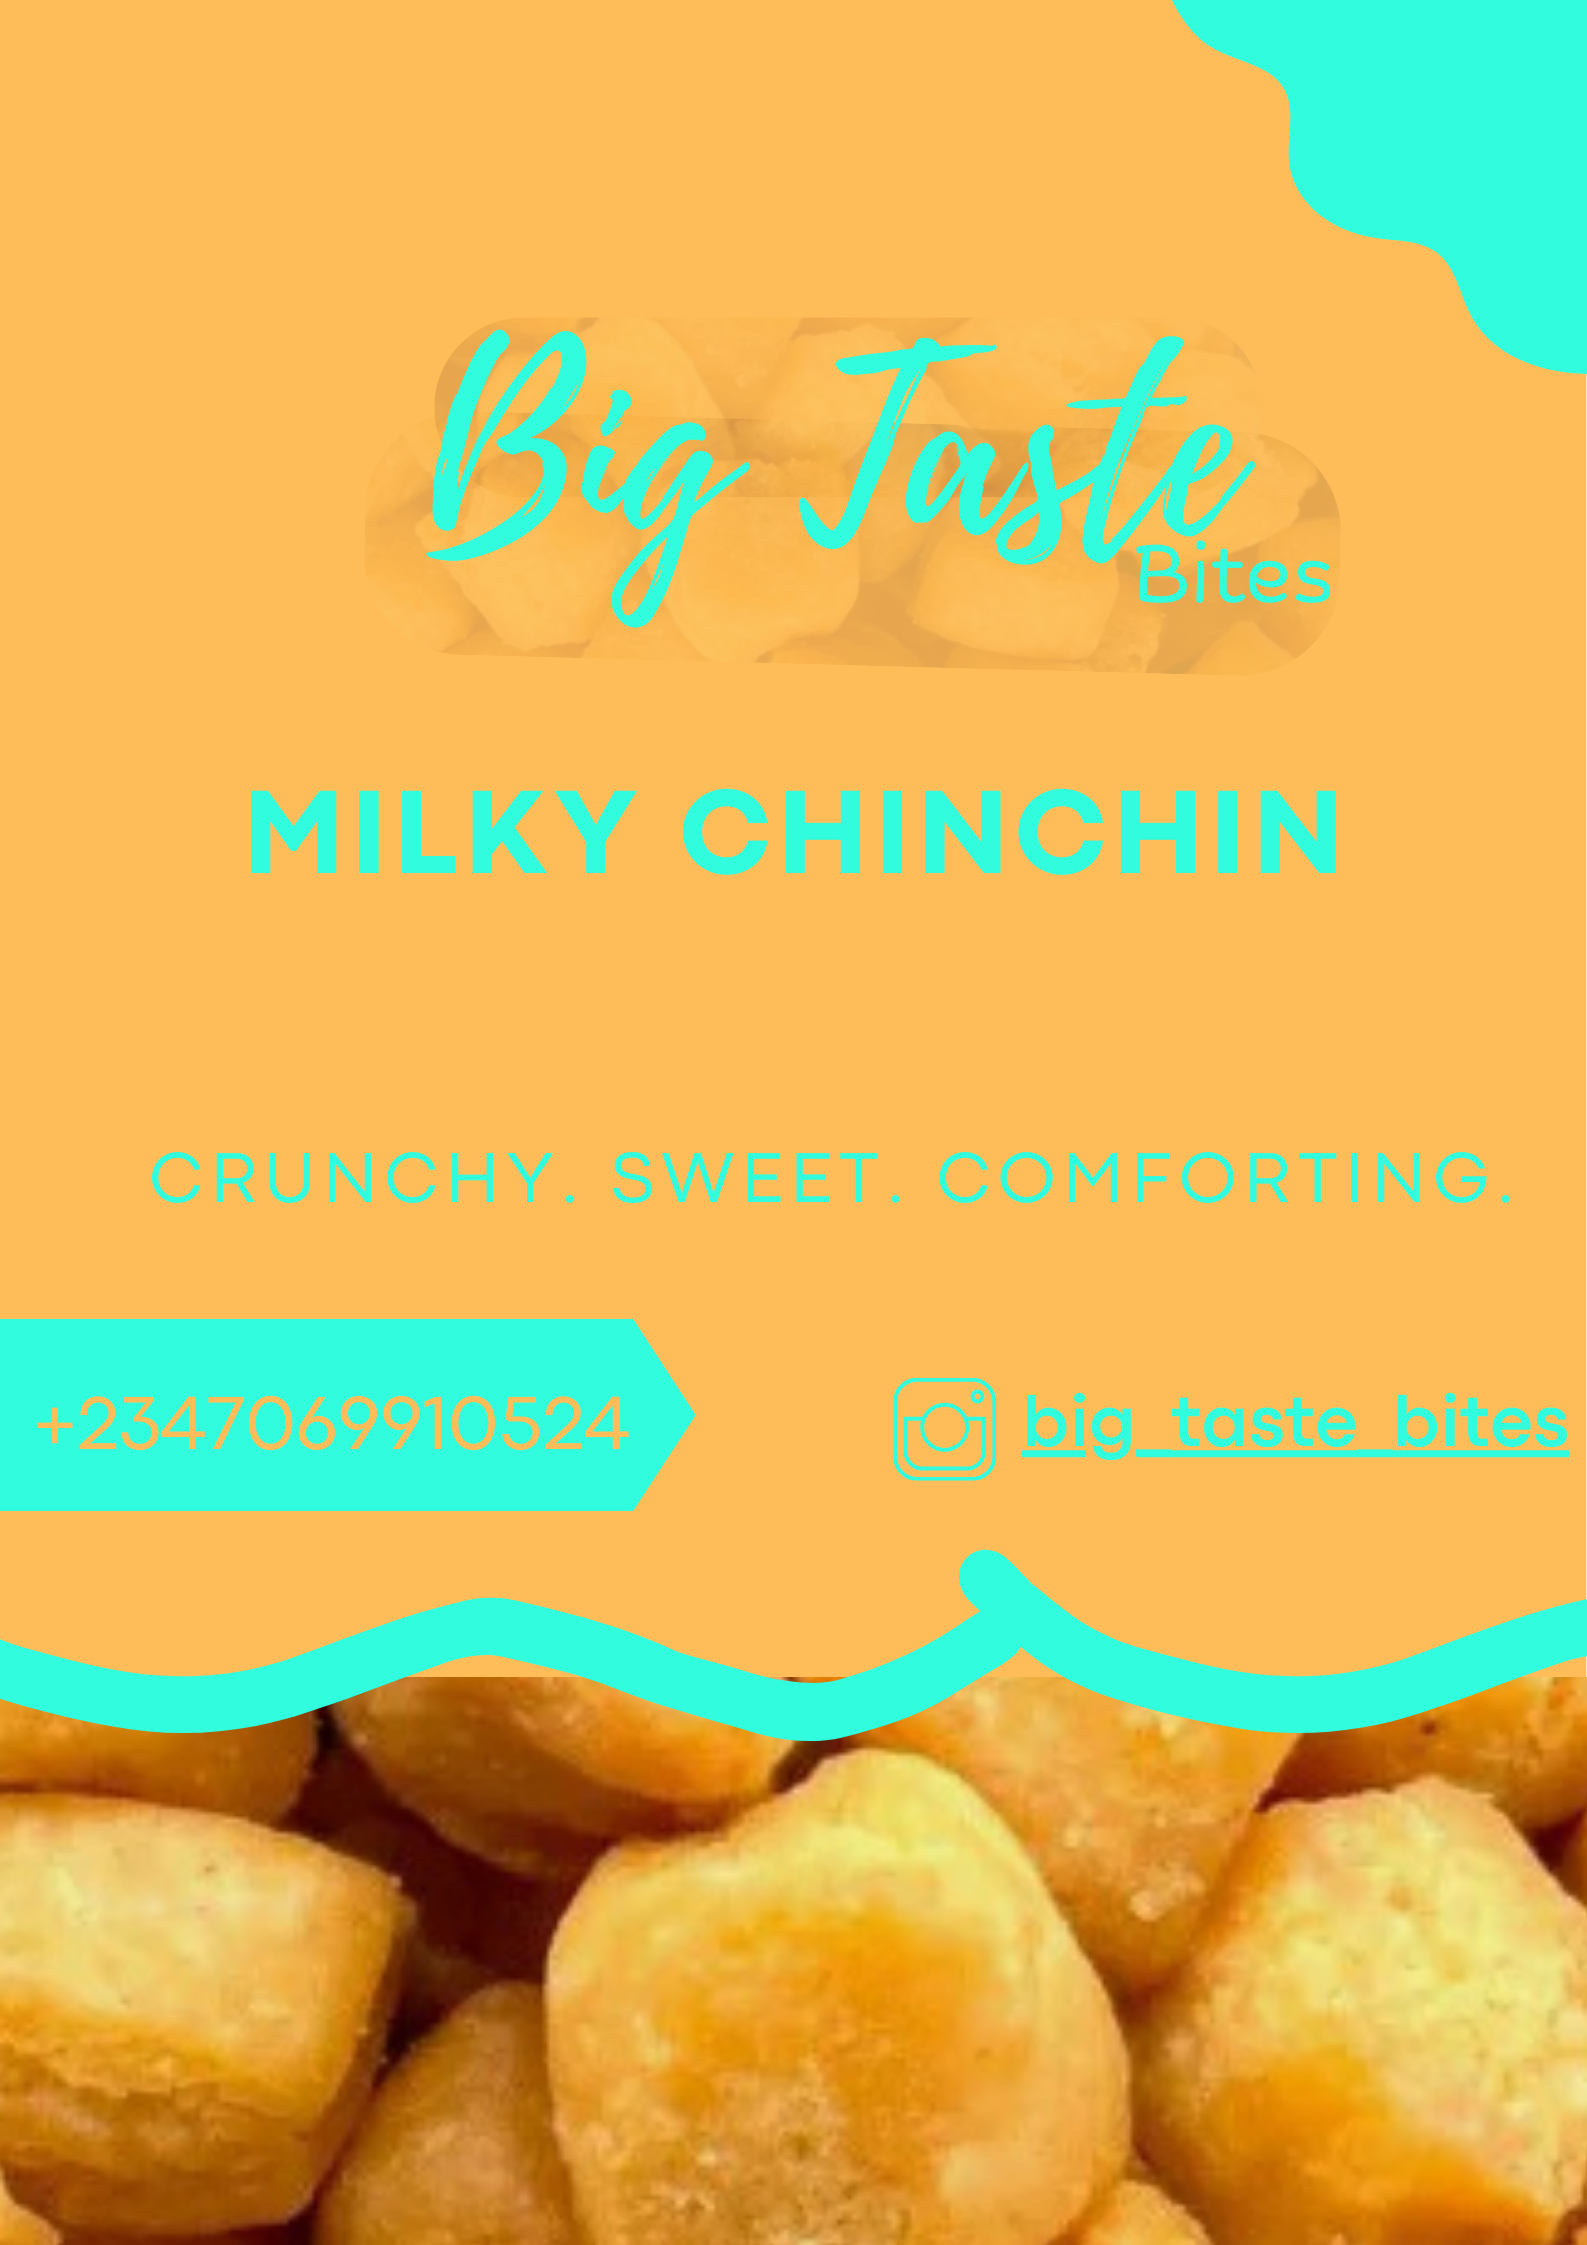 Big Taste
Bites
MILKY CHINCHIN
CRUNCHY. SWEET. COMFORTING.
+2347069910524
big_taste_bites